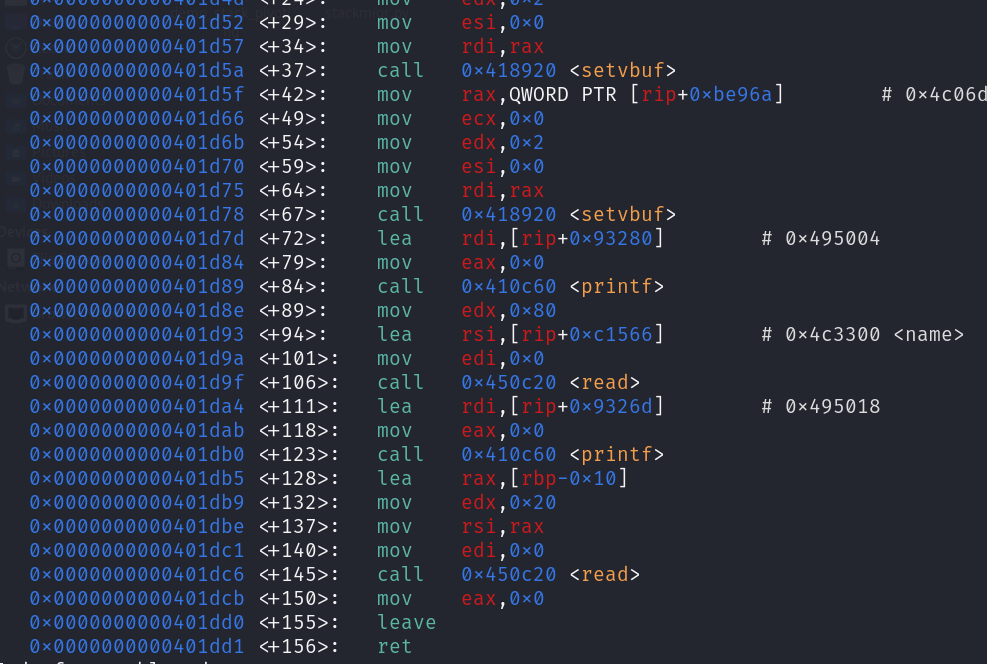 0x0000000000401d4d <+24>: mov edx,0x2
0x0000000000401d52 <+29>: mov esi,0x0
0x0000000000401d57 <+34>: mov rdi,rax
0x0000000000401d5a <+37>: call 0x418920 <setvbuf>
0x0000000000401d5f <+42>: mov rax,QWORD PTR [rip+0xbe96a] # 0x4c06d
0x0000000000401d66 <+49>: mov ecx,0x0
0x0000000000401d6b <+54>: mov edx,0x2
0x0000000000401d70 <+59>: mov esi,0x0
0x0000000000401d75 <+64>: mov rdi,rax
0x0000000000401d78 <+67>: call 0x418920 <setvbuf>
0x0000000000401d7d <+72>: lea rdi,[rip+0x93280] # 0x495004
0x0000000000401d84 <+79>: mov eax,0x0
0x0000000000401d89 <+84>: call 0x410c60 <printf>
0x0000000000401d8e <+89>: mov edx,0x80
0x0000000000401d93 <+94>: lea rsi,[rip+0xc1566] # 0x4c3300 <name>
0x0000000000401d9a <+101>: mov edi,0x0
0x0000000000401d9f <+106>: call 0x450c20 <read>
0x0000000000401da4 <+111>: lea rdi,[rip+0x9326d] # 0x495018
0x0000000000401dab <+118>: mov eax,0x0
0x0000000000401db0 <+123>: call 0x410c60 <printf>
0x0000000000401db5 <+128>: lea rax,[rbp-0x10]
0x0000000000401db9 <+132>: mov edx,0x20
0x0000000000401dbe <+137>: mov rsi,rax
0x0000000000401dc1 <+140>: mov edi,0x0
0x0000000000401dc6 <+145>: call 0x450c20 <read>
0x0000000000401dcb <+150>: mov eax,0x0
0x0000000000401dd0 <+155>: leave
0x0000000000401dd1 <+156>: ret